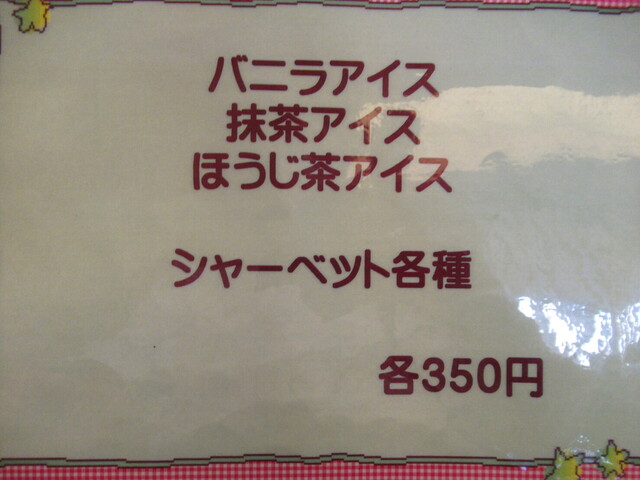 バニラアイス
抹茶アイス
ほうじ茶アイス
シャーベット各種
各350円